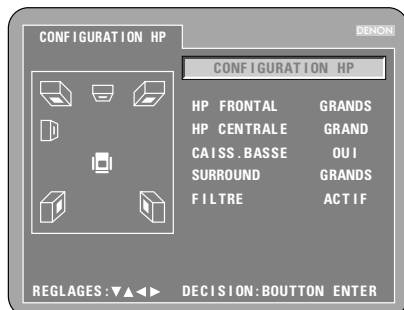 CONFIGURATION HP
DENON
CONFIGURATION HP
HP FRONTAL GRANDS
HP CENTRALE GRAND
CAISS.BASSE OUI
SURROUND GRANDS
FILTRE ACTIF
REGLAGES:▼▲◄► DECISION:BOUTTON ENTER